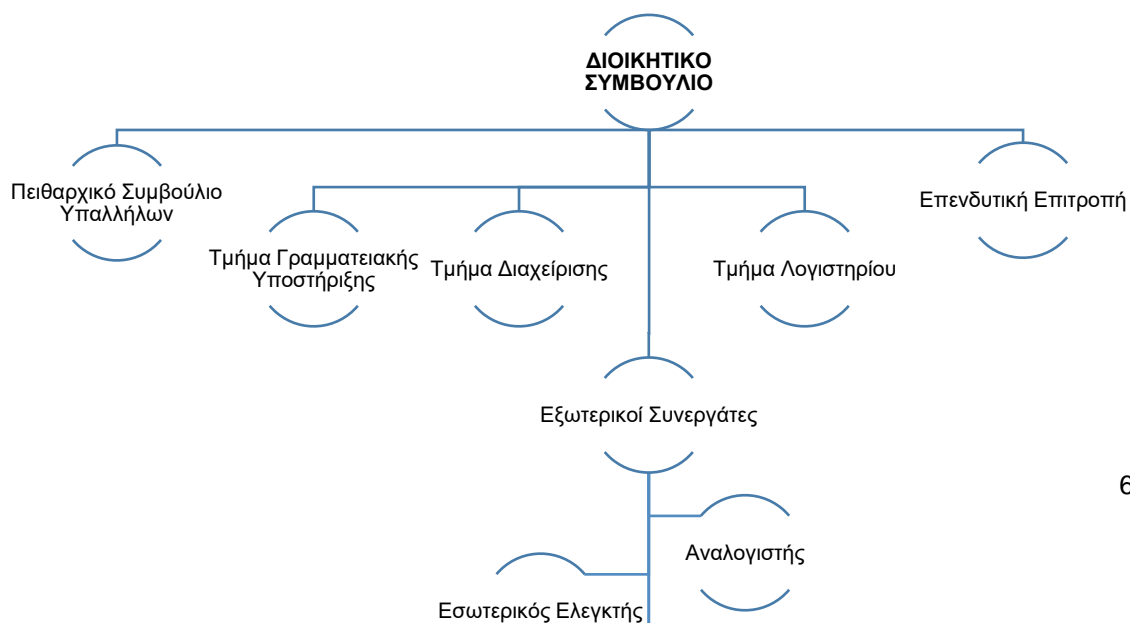 ΔΙΟΙΚΗΤΙΚΟ
ΣΥΜΒΟΥΛΙΟ
Πειθαρχικό Συμβούλιο
Υπαλλήλων
Επενδυτική Επιτροπή
Τμήμα Γραμματειακής
Υποστήριξης
Τμήμα Διαχείρισης
Τμήμα Λογιστηρίου
Εξωτερικοί Συνεργάτες
6
Αναλογιστής
Εσωτερικός Ελεγκτής